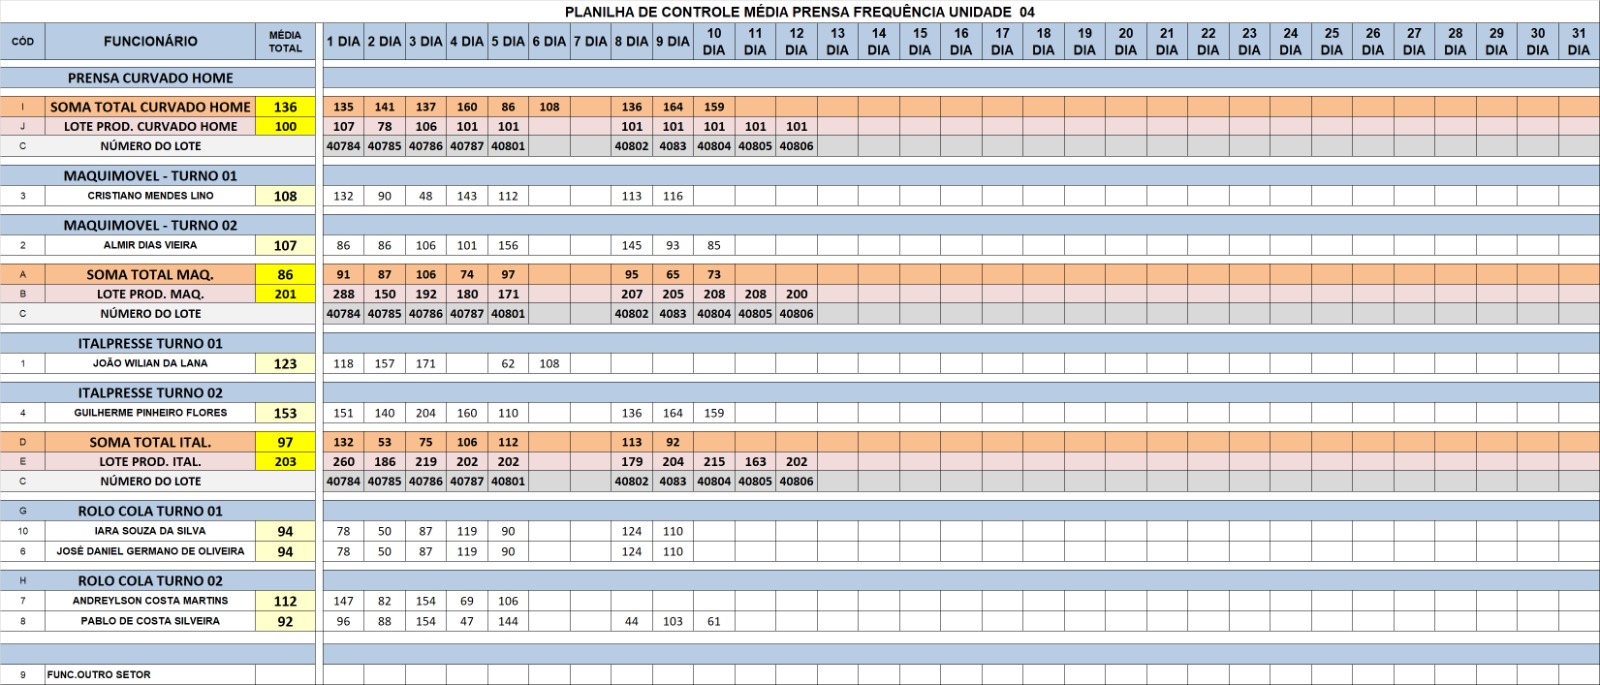 PLANILHA DE CONTROLE MÉDIA PRENSA FREQUÊNCIA UNIDADE 04
CÓD FUNCIONÁRIO MÉDIA TOTAL 1 DIA 2 DIA 3 DIA 4 DIA 5 DIA 6 DIA 7 DIA 8 DIA 9 DIA 10 DIA 11 DIA 12 DIA 13 DIA 14 DIA 15 DIA 16 DIA 17 DIA 18 DIA 19 DIA 20 DIA 21 DIA 22 DIA 23 DIA 24 DIA 25 DIA 26 DIA 27 DIA 28 DIA 29 DIA 30 DIA 31 DIA
PRENSA CURVADO HOME
I SOMA TOTAL CURVADO HOME 136 135 141 137 160 86 108 136 164 159
J LOTE PROD. CURVADO HOME 100 107 78 106 101 101 101 101 101 101 101
C NÚMERO DO LOTE 40784 40785 40786 40787 40801 40802 4083 40804 40805 40806
MAQUIMOVEL - TURNO 01
3 CRISTIANO MENDES LINO 108 132 90 48 143 112 113 116
MAQUIMOVEL - TURNO 02
2 ALMIR DIAS VIEIRA 107 86 86 106 101 156 145 93 85
A SOMA TOTAL MAQ. 86 91 87 106 74 97 95 65 73
B LOTE PROD. MAQ. 201 288 150 192 180 171 207 205 208 208 200
C NÚMERO DO LOTE 40784 40785 40786 40787 40801 40802 4083 40804 40805 40806
ITALPRESSE TURNO 01
1 JOÃO WILIAN DA LANA 123 118 157 171 62 108
ITALPRESSE TURNO 02
4 GUILHERME PINHEIRO FLORES 153 151 140 204 160 110 136 164 159
D SOMA TOTAL ITAL. 97 132 53 75 106 112 113 92
E LOTE PROD. ITAL. 203 260 186 219 202 202 179 204 215 163 202
C NÚMERO DO LOTE 40784 40785 40786 40787 40801 40802 4083 40804 40805 40806
G ROLO COLA TURNO 01
10 IARA SOUZA DA SILVA 94 78 50 87 119 90 124 110
6 JOSÉ DANIEL GERMANO DE OLIVEIRA 94 78 50 87 119 90 124 110
H ROLO COLA TURNO 02
7 ANDREYLSON COSTA MARTINS 112 147 82 154 69 106
8 PABLO DE COSTA SILVEIRA 92 96 88 154 47 144 44 103 61
9 FUNC.OUTRO SETOR